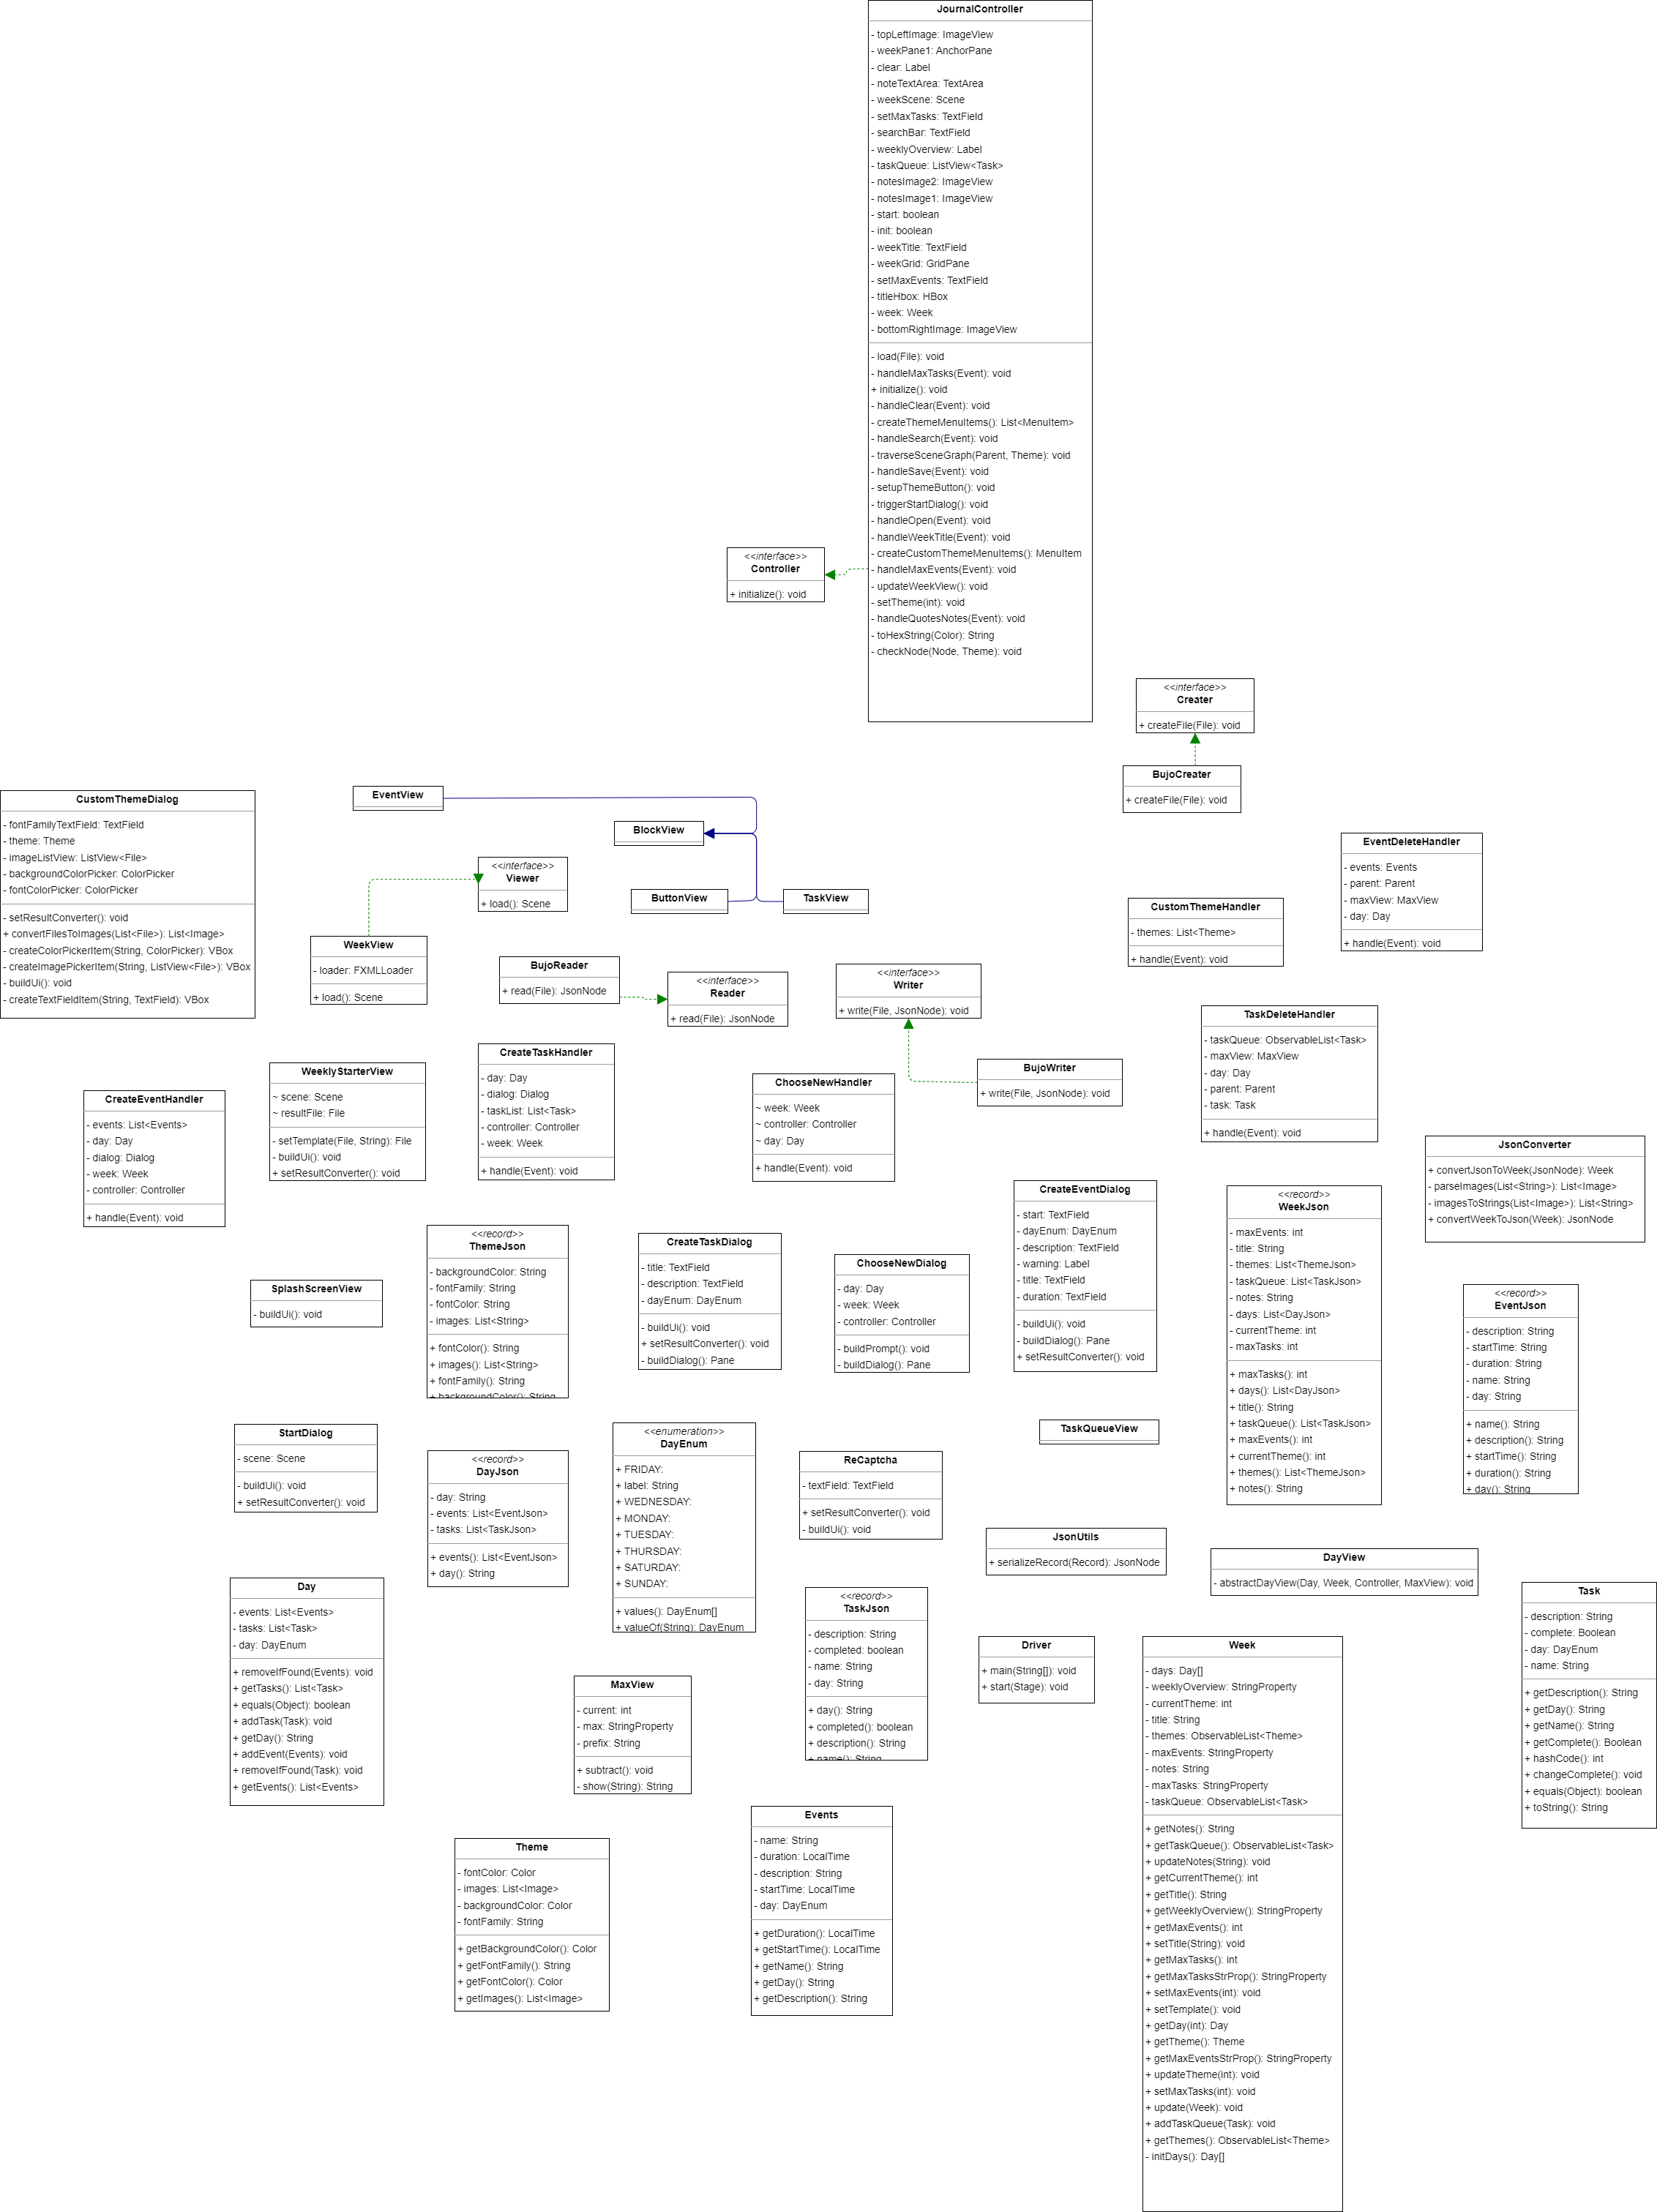 JournalController
- topLeftImage: ImageView
- weekPane1: AnchorPane
- clear: Label
- noteTextArea: TextArea
- weekScene: Scene
- setMaxTasks: TextField
- searchBar: TextField
- weeklyOverview: Label
- taskQueue: ListView<Task>
- notesImage2: ImageView
- notesImage1: ImageView
- start: boolean
- init: boolean
- weekTitle: TextField
- weekGrid: GridPane
- setMaxEvents: TextField
- titleHbox: HBox
- week: Week
- bottomRightImage: ImageView
- load(File): void
- handleMaxTasks(Event): void
+ initialize(): void
- handleClear(Event): void
- createThemeMenuItems(): List<MenuItem>
- handleSearch(Event): void
- traverseSceneGraph(Parent, Theme): void
- handleSave(Event): void
- setupThemeButton(): void
- triggerStartDialog(): void
- handleOpen(Event): void
- handleWeekTitle(Event): void
- createCustomThemeMenuItems(): MenuItem
- handleMaxEvents(Event): void
- updateWeekView(): void
- setTheme(int): void
- handleQuotesNotes(Event): void
- toHexString(Color): String
- checkNode(Node, Theme): void
<<interface>>
Controller
+ initialize(): void
<<interface>>
Creater
+ createFile(File): void
BujoCreater
+ createFile(File): void
CustomThemeDialog
- fontFamilyTextField: TextField
- theme: Theme
- imageListView: ListView<File>
- backgroundColorPicker: ColorPicker
- fontColorPicker: ColorPicker
- setResultConverter(): void
+ convertFilesToImages(List<File>): List<Image>
- createColorPickerItem(String, ColorPicker): VBox
- createImagePickerItem(String, ListView<File>): VBox
- buildUi(): void
- createTextFieldItem(String, TextField): VBox
EventView
BlockView
ButtonView
TaskView
<<interface>>
Viewer
+ load(): Scene
WeekView
- loader: FXMLLoader
+ load(): Scene
BujoReader
+ read(File): JsonNode
<<interface>>
Reader
+ read(File): JsonNode
<<interface>>
Writer
+ write(File, JsonNode): void
BujoWriter
+ write(File, JsonNode): void
CustomThemeHandler
- themes: List<Theme>
+ handle(Event): void
EventDeleteHandler
- events: Events
- parent: Parent
- maxView: MaxView
- day: Day
+ handle(Event): void
TaskDeleteHandler
- taskQueue: ObservableList<Task>
- maxView: MaxView
- day: Day
- parent: Parent
- task: Task
+ handle(Event): void
CreateEventHandler
- events: List<Events>
- day: Day
- dialog: Dialog
- week: Week
- controller: Controller
+ handle(Event): void
WeeklyStarterView
~ scene: Scene
~ resultFile: File
- setTemplate(File, String): File
- buildUi(): void
+ setResultConverter(): void
CreateTaskHandler
- day: Day
- dialog: Dialog
- taskList: List<Task>
- controller: Controller
- week: Week
+ handle(Event): void
ChooseNewHandler
~ week: Week
~ controller: Controller
~ day: Day
+ handle(Event): void
JsonConverter
+ convertJsonToWeek(JsonNode): Week
- parseImages(List<String>): List<Image>
- imagesToStrings(List<Image>): List<String>
+ convertWeekToJson(Week): JsonNode
CreateEventDialog
- start: TextField
- dayEnum: DayEnum
- description: TextField
- warning: Label
- title: TextField
- duration: TextField
- buildUi(): void
- buildDialog(): Pane
+ setResultConverter(): void
<<record>>
WeekJson
- maxEvents: int
- title: String
- themes: List<ThemeJson>
- taskQueue: List<TaskJson>
- notes: String
- days: List<DayJson>
- currentTheme: int
- maxTasks: int
+ maxTasks(): int
+ days(): List<DayJson>
+ title(): String
+ taskQueue(): List<TaskJson>
+ maxEvents(): int
+ currentTheme(): int
+ themes(): List<ThemeJson>
+ notes(): String
<<record>>
ThemeJson
- backgroundColor: String
- fontFamily: String
- fontColor: String
- images: List<String>
+ fontColor(): String
+ images(): List<String>
+ fontFamily(): String
+ backgroundColor(): String
CreateTaskDialog
- title: TextField
- description: TextField
- dayEnum: DayEnum
- buildUi(): void
+ setResultConverter(): void
- buildDialog(): Pane
ChooseNewDialog
- day: Day
- week: Week
- controller: Controller
- buildPrompt(): void
- buildDialog(): Pane
SplashScreenView
- buildUi(): void
<<record>>
EventJson
- description: String
- startTime: String
- duration: String
- name: String
- day: String
+ name(): String
+ description(): String
+ startTime(): String
+ duration(): String
+ day(): String
StartDialog
- scene: Scene
- buildUi(): void
+ setResultConverter(): void
<<record>>
DayJson
- day: String
- events: List<EventJson>
- tasks: List<TaskJson>
+ events(): List<EventJson>
+ day(): String
<<enumeration>>
DayEnum
+ FRIDAY:
+ label: String
+ WEDNESDAY:
+ MONDAY:
+ TUESDAY:
+ THURSDAY:
+ SATURDAY:
+ SUNDAY:
+ values(): DayEnum[]
+ valueOf(String): DayEnum
ReCaptcha
- textField: TextField
+ setResultConverter(): void
- buildUi(): void
TaskQueueView
JsonUtils
+ serializeRecord(Record): JsonNode
DayView
- abstractDayView(Day, Week, Controller, MaxView): void
Day
- events: List<Events>
- tasks: List<Task>
- day: DayEnum
+ removeIfFound(Events): void
+ getTasks(): List<Task>
+ equals(Object): boolean
+ addTask(Task): void
+ getDay(): String
+ addEvent(Events): void
+ removeIfFound(Task): void
+ getEvents(): List<Events>
<<record>>
TaskJson
- description: String
- completed: boolean
- name: String
- day: String
+ day(): String
+ completed(): boolean
+ description(): String
+ name(): String
Task
- description: String
- complete: Boolean
- day: DayEnum
- name: String
+ getDescription(): String
+ getDay(): String
+ getName(): String
+ getComplete(): Boolean
+ hashCode(): int
+ changeComplete(): void
+ equals(Object): boolean
+ toString(): String
Driver
+ main(String[]): void
+ start(Stage): void
Week
- days: Day[]
- weeklyOverview: StringProperty
- currentTheme: int
- title: String
- themes: ObservableList<Theme>
- maxEvents: StringProperty
- notes: String
- maxTasks: StringProperty
- taskQueue: ObservableList<Task>
+ getNotes(): String
+ getTaskQueue(): ObservableList<Task>
+ updateNotes(String): void
+ getCurrentTheme(): int
+ getTitle(): String
+ getWeeklyOverview(): StringProperty
+ getMaxEvents(): int
+ setTitle(String): void
+ getMaxTasks(): int
+ getMaxTasksStrProp(): StringProperty
+ setMaxEvents(int): void
+ setTemplate(): void
+ getDay(int): Day
+ getTheme(): Theme
+ getMaxEventsStrProp(): StringProperty
+ updateTheme(int): void
+ setMaxTasks(int): void
+ update(Week): void
+ addTaskQueue(Task): void
+ getThemes(): ObservableList<Theme>
- initDays(): Day[]
MaxView
- current: int
- max: StringProperty
- prefix: String
+ subtract(): void
- show(String): String
Events
- name: String
- duration: LocalTime
- description: String
- startTime: LocalTime
- day: DayEnum
+ getDuration(): LocalTime
+ getStartTime(): LocalTime
+ getName(): String
+ getDay(): String
+ getDescription(): String
Theme
- fontColor: Color
- images: List<Image>
- backgroundColor: Color
- fontFamily: String
+ getBackgroundColor(): Color
+ getFontFamily(): String
+ getFontColor(): Color
+ getImages(): List<Image>